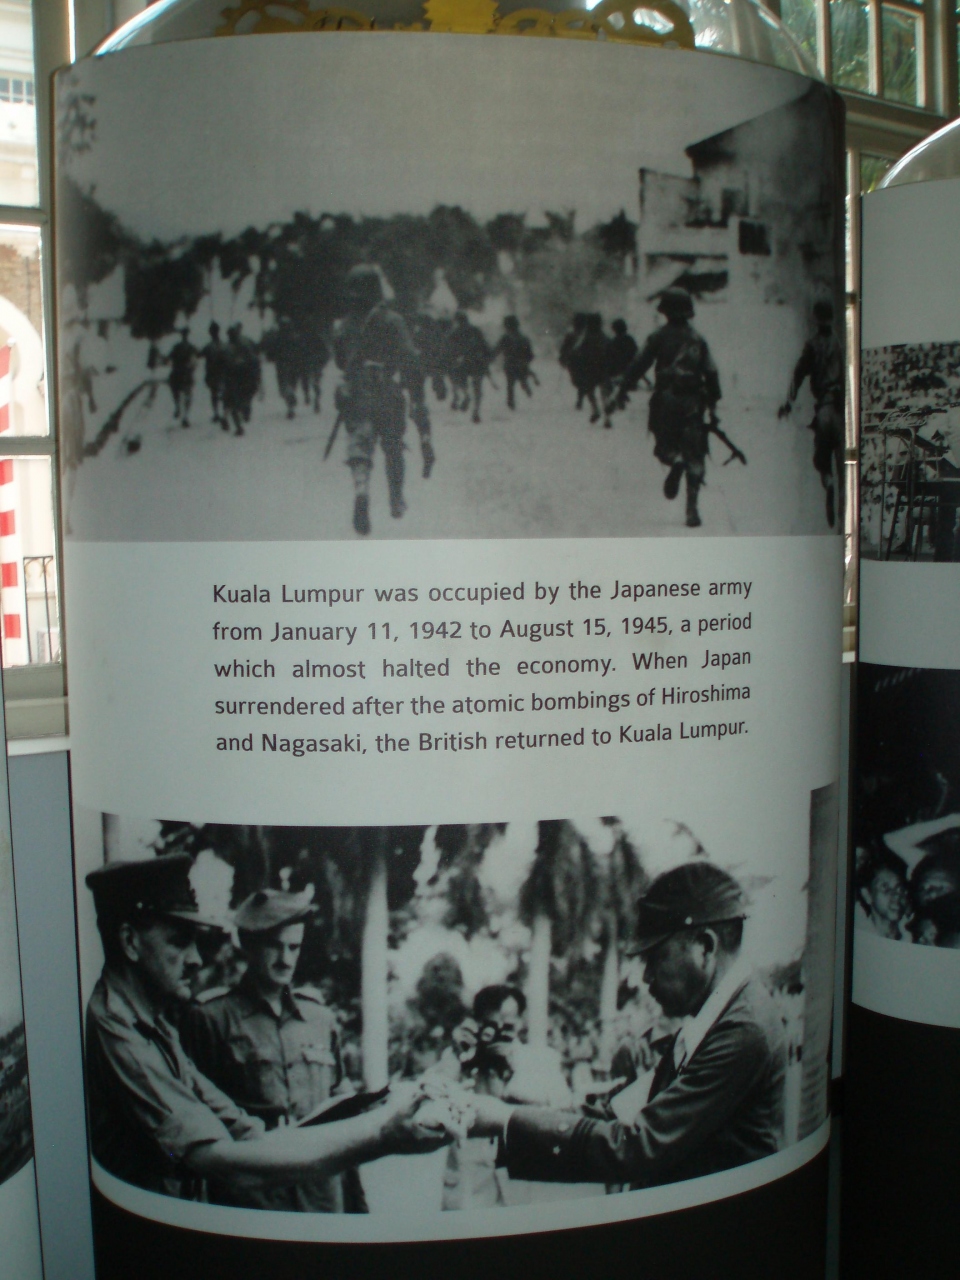 Kuala Lumpur was occupied by the Japanese army
from January 11, 1942 to August 15, 1945, a period
which almost halted the economy. When Japan
surrendered after the atomic bombings of Hiroshima
and Nagasaki, the British returned to Kuala Lumpur.